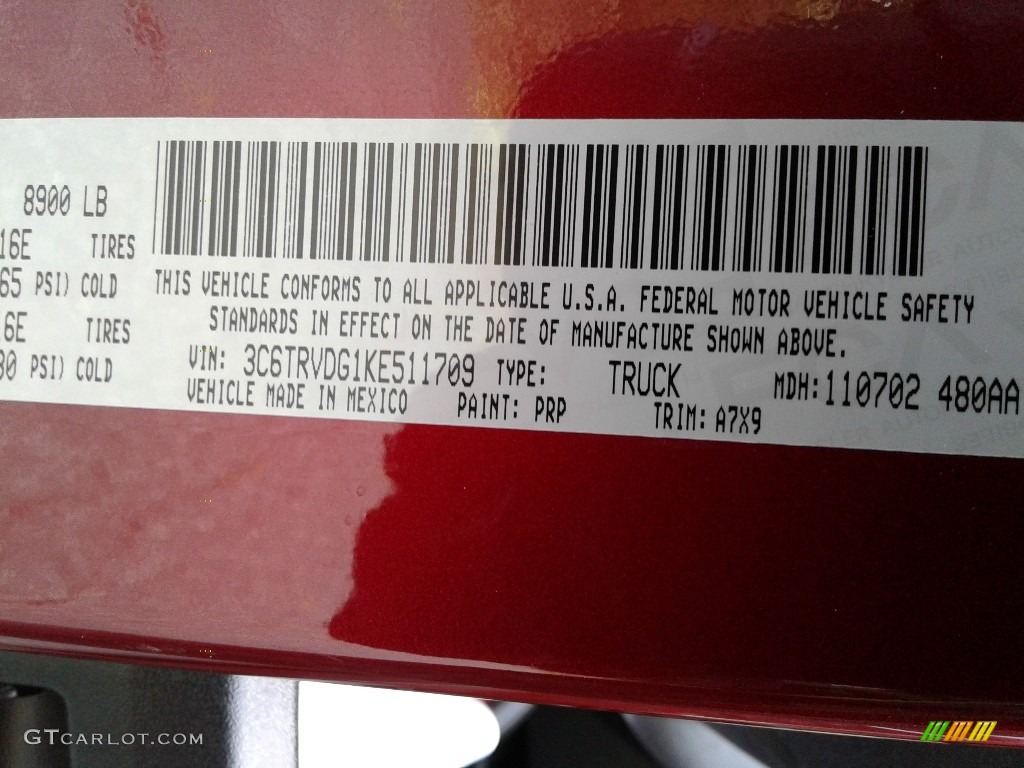 8900 LB
16E TIRES
65 PSI) COLD
16E TIRES
80 PSI) COLD
THIS VEHICLE CONFORMS TO ALL APPLICABLE U.S.A. FEDERAL MOTOR VEHICLE SAFETY
STANDARDS IN EFFECT ON THE DATE OF MANUFACTURE SHOWN ABOVE.
VIN: 3C6TRVDG1KE511709 TYPE: TRUCK MDH: 110702 480AA
VEHICLE MADE IN MEXICO PAINT: PRP TRIM: A7X9
GTCARLOT.COM